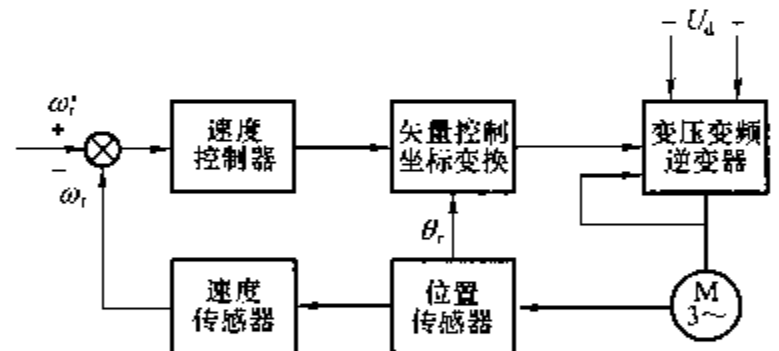 - U_d -
ω_r*
+
速度
控制器
矢量控制
坐标变换
变压变频
逆变器
-
ω_r
θ_r
速度
传感器
位置
传感器
M
3~